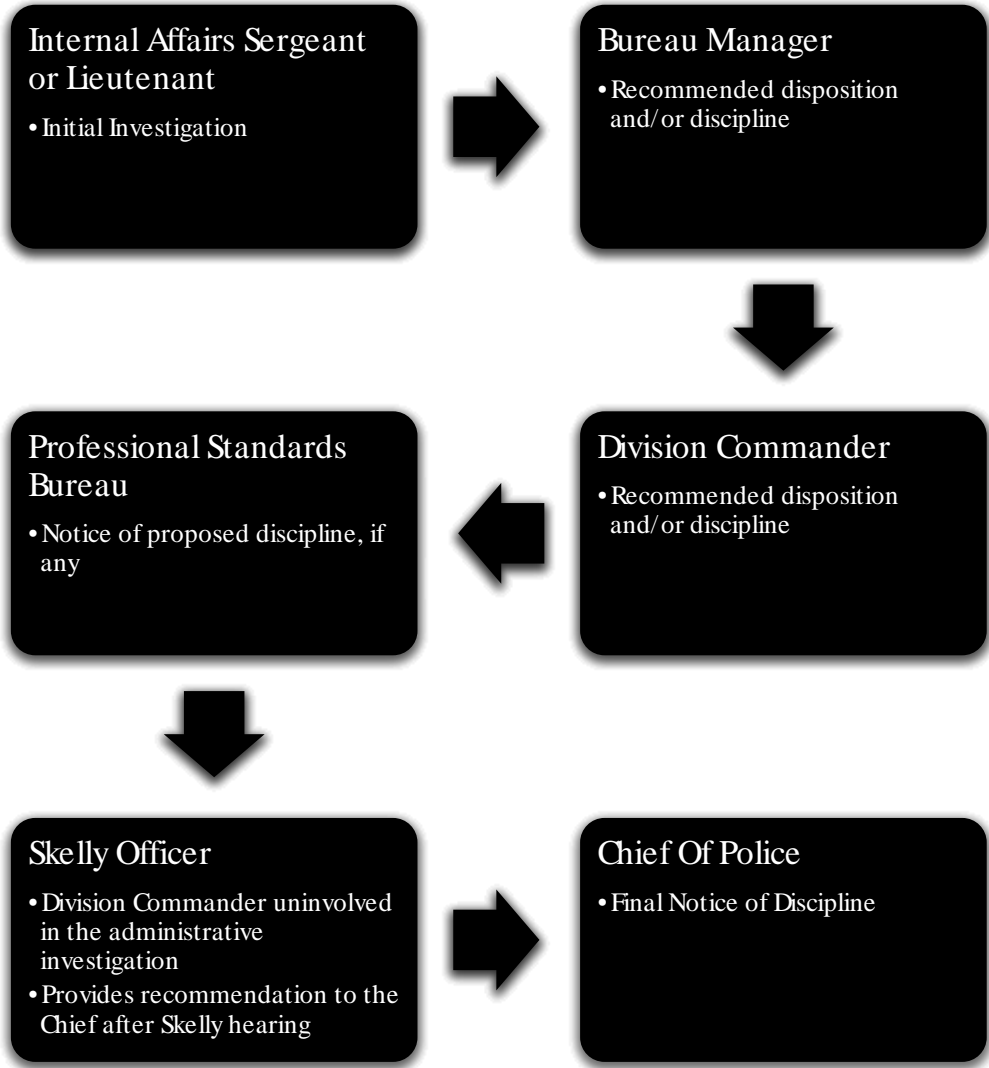 Internal Affairs Sergeant
or Lieutenant
• Initial Investigation
Bureau Manager
• Recommended disposition
and/or discipline
Division Commander
• Recommended disposition
and/or discipline
Professional Standards
Bureau
• Notice of proposed discipline, if
any
Skelly Officer
• Division Commander uninvolved
in the administrative
investigation
• Provides recommendation to the
Chief after Skelly hearing
Chief Of Police
• Final Notice of Discipline